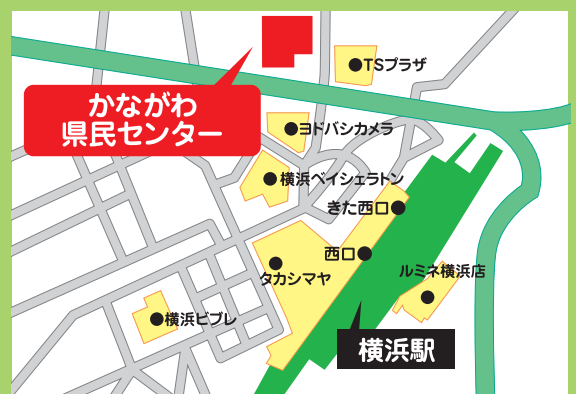 TSプラザ
かながわ
県民センター
ヨドバシカメラ
横浜ベイシェラトン
きた西口
西口
タカシマヤ
ルミネ横浜店
横浜ビブレ
横浜駅